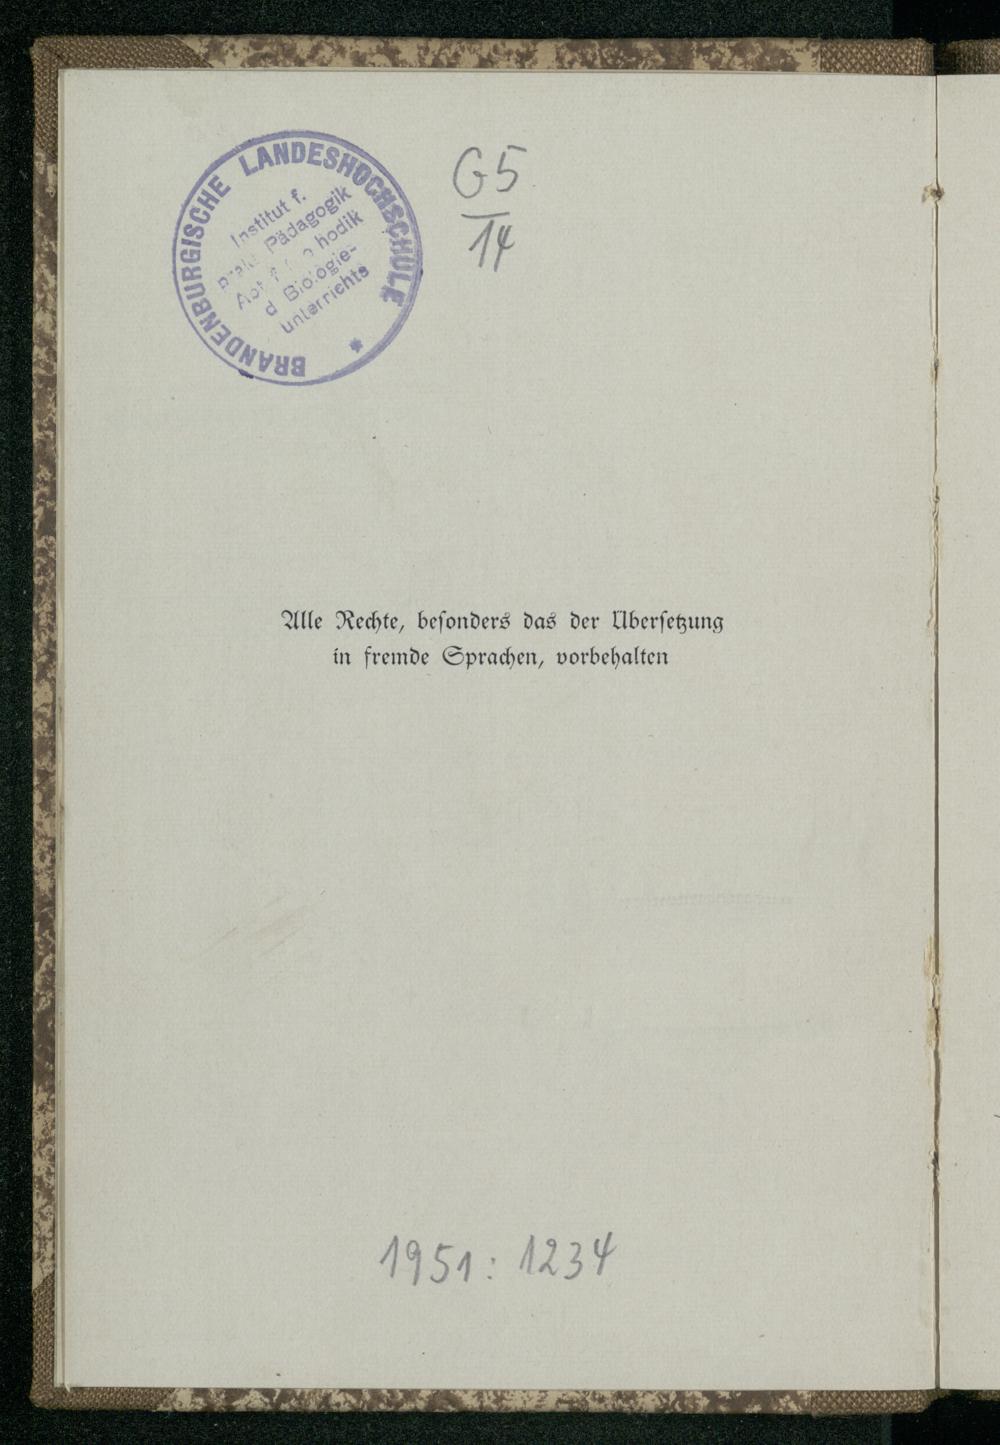 BRANDENBURGISCHE LANDESHOCHSCHULE *
Institut f.
Pädagogik
d Biologie-
unterrichts
G5
14
Alle Rechte, besonders das der Übersetzung
in fremde Sprachen, vorbehalten
1951: 1234